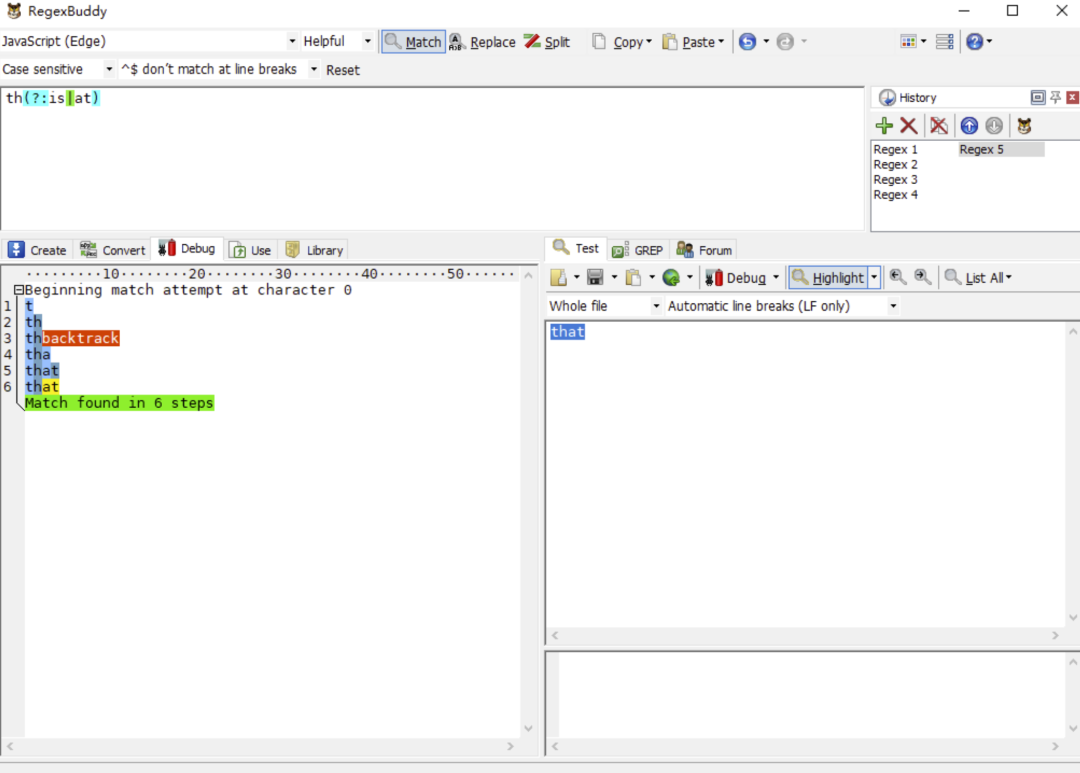 RegexBuddy
JavaScript (Edge) Helpful Match Replace Split Copy Paste
Case sensitive ^$ don't match at line breaks Reset
th(?:is|at)
History
Regex 1 Regex 5
Regex 2
Regex 3
Regex 4
Create Convert Debug Use Library
Test GREP Forum
Debug Highlight List All
Whole file Automatic line breaks (LF only)
·········10········20········30········40········50······
Beginning match attempt at character 0
1 t
2 th
3 thbacktrack
4 tha
5 that
6 that
Match found in 6 steps
that